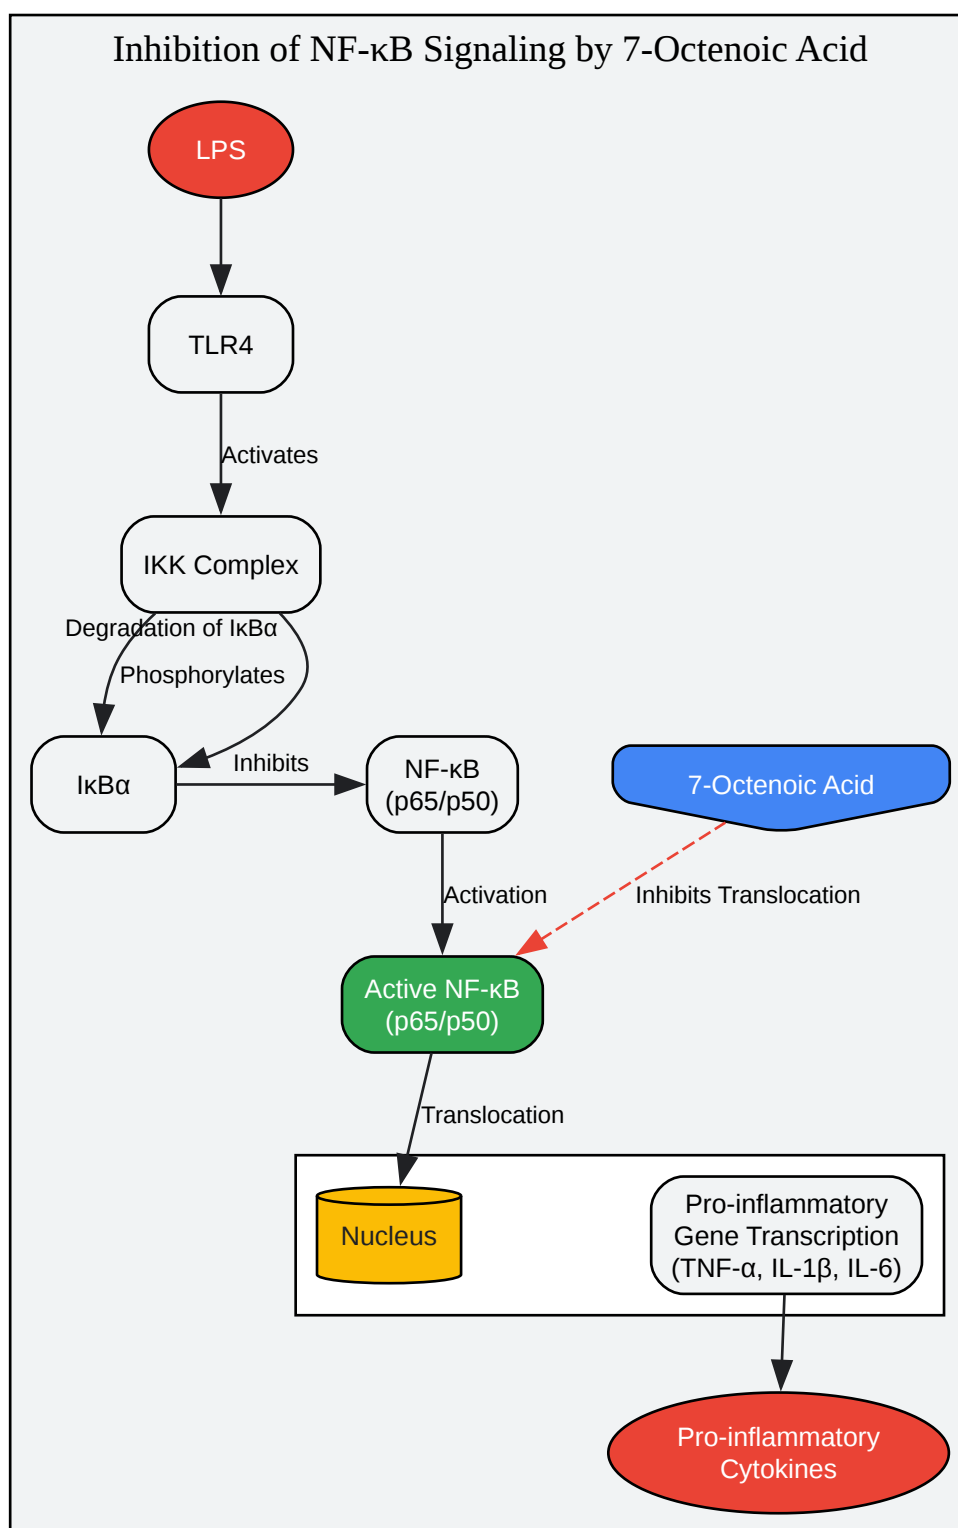 Inhibition of NF-κB Signaling by 7-Octenoic Acid
LPS
TLR4
Activates
IKK Complex
Degradation of IκBα
Phosphorylates
IκBα
Inhibits
NF-κB
(p65/p50)
7-Octenoic Acid
Activation
Inhibits Translocation
Active NF-κB
(p65/p50)
Translocation
Nucleus
Pro-inflammatory
Gene Transcription
(TNF-α, IL-1β, IL-6)
Pro-inflammatory
Cytokines